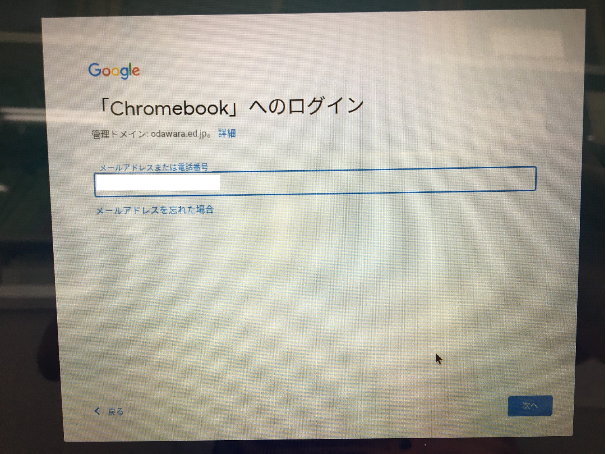 Google
「Chromebook」へのログイン
管理ドメイン: odawara.ed.jp。 詳細
メールアドレスまたは電話番号
メールアドレスを忘れた場合
戻る
次へ